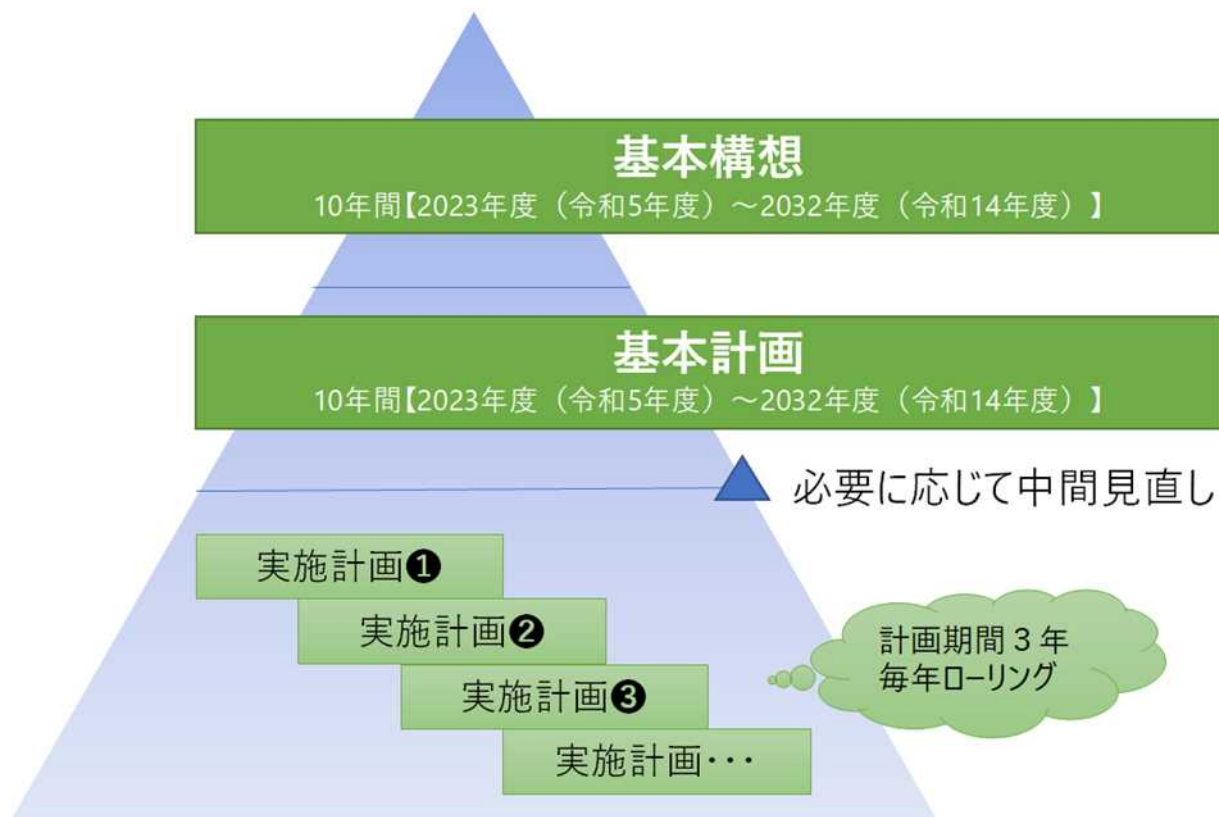 基本構想
10年間【2023年度（令和5年度）～2032年度（令和14年度）】
基本計画
10年間【2023年度（令和5年度）～2032年度（令和14年度）】
必要に応じて中間見直し
実施計画❶
実施計画❷
実施計画❸
実施計画･･･
計画期間３年
毎年ローリング